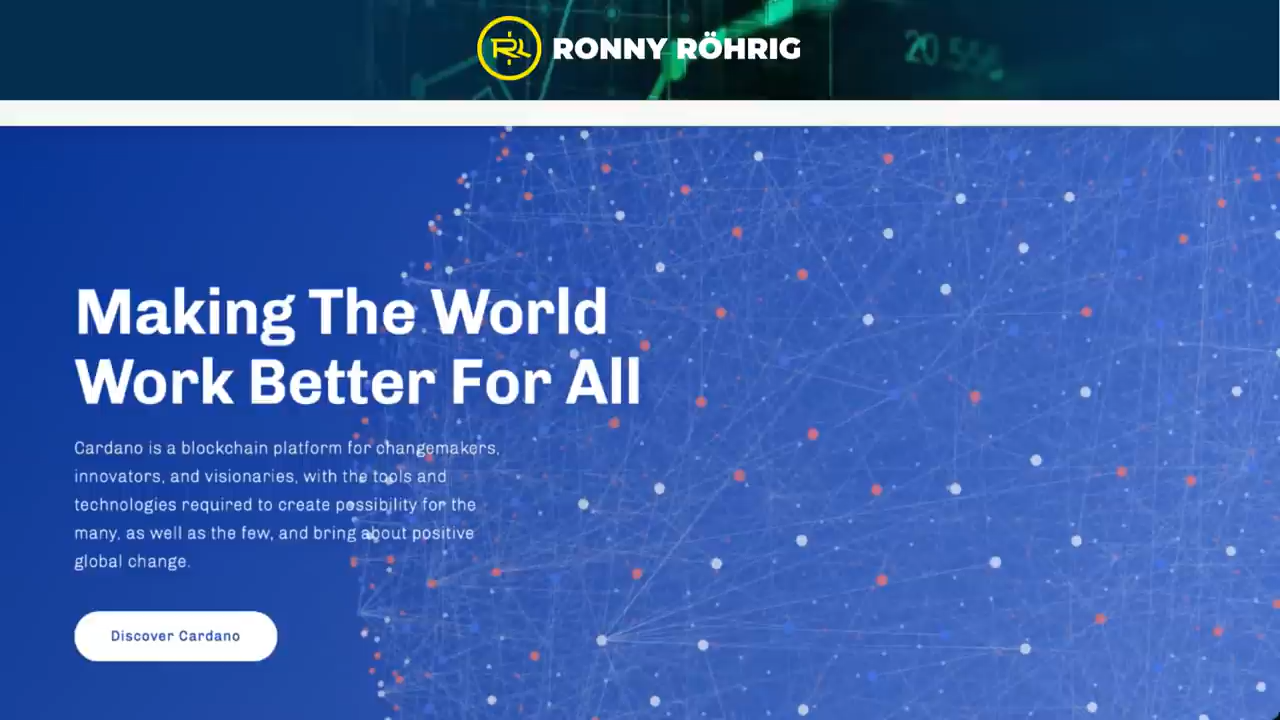 RONNY RÖHRIG
20.55%
Making The World
Work Better For All
Cardano is a blockchain platform for changemakers,
innovators, and visionaries, with the tools and
technologies required to create possibility for the
many, as well as the few, and bring about positive
global change.
Discover Cardano